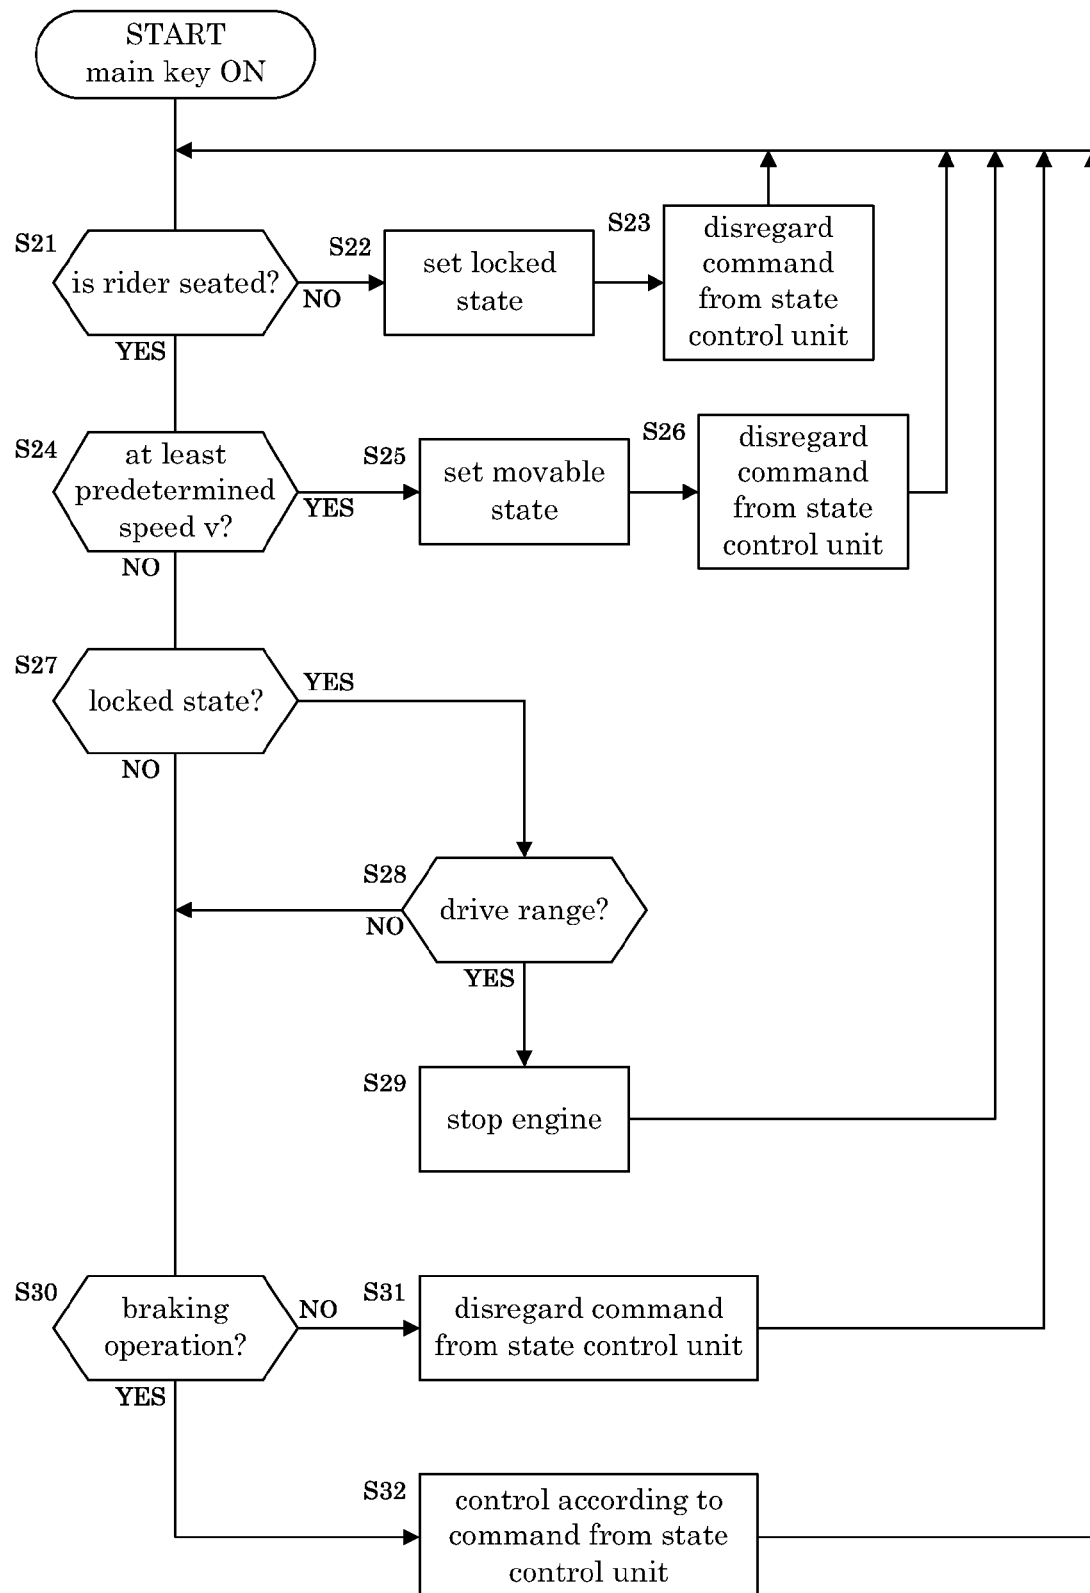 START
main key ON
S21
is rider seated?
NO
YES
S22
set locked
state
S23
disregard
command
from state
control unit
S24
at least
predetermined
speed v?
YES
NO
S25
set movable
state
S26
disregard
command
from state
control unit
S27
locked state?
YES
NO
S28
drive range?
NO
YES
S29
stop engine
S30
braking
operation?
NO
YES
S31
disregard command
from state control unit
S32
control according to
command from state
control unit